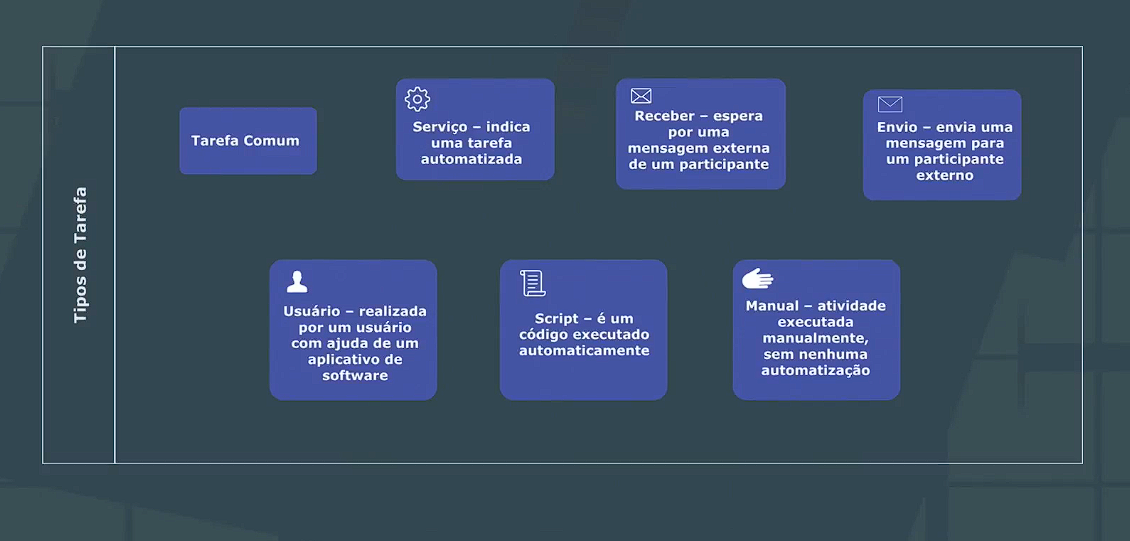 Tipos de Tarefa
Tarefa Comum
Serviço – indica
uma tarefa
automatizada
Receber – espera
por uma
mensagem externa
de um participante
Envio – envia uma
mensagem para
um participante
externo
Usuário – realizada
por um usuário
com ajuda de um
aplicativo de
software
Script – é um
código executado
automaticamente
Manual – atividade
executada
manualmente,
sem nenhuma
automatização